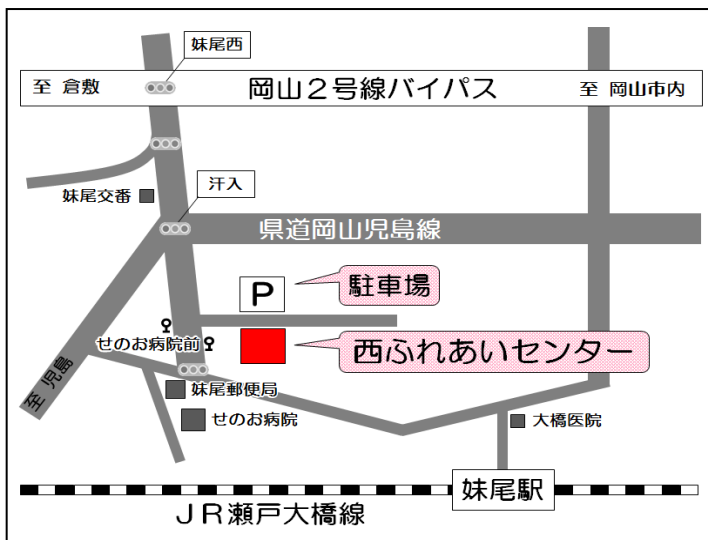 妹尾西
至 倉敷
岡山２号線バイパス
至 岡山市内
妹尾交番
汗入
県道岡山児島線
P
駐車場
せのお病院前
西ふれあいセンター
至 児島
妹尾郵便局
せのお病院
大橋医院
妹尾駅
ＪＲ瀬戸大橋線